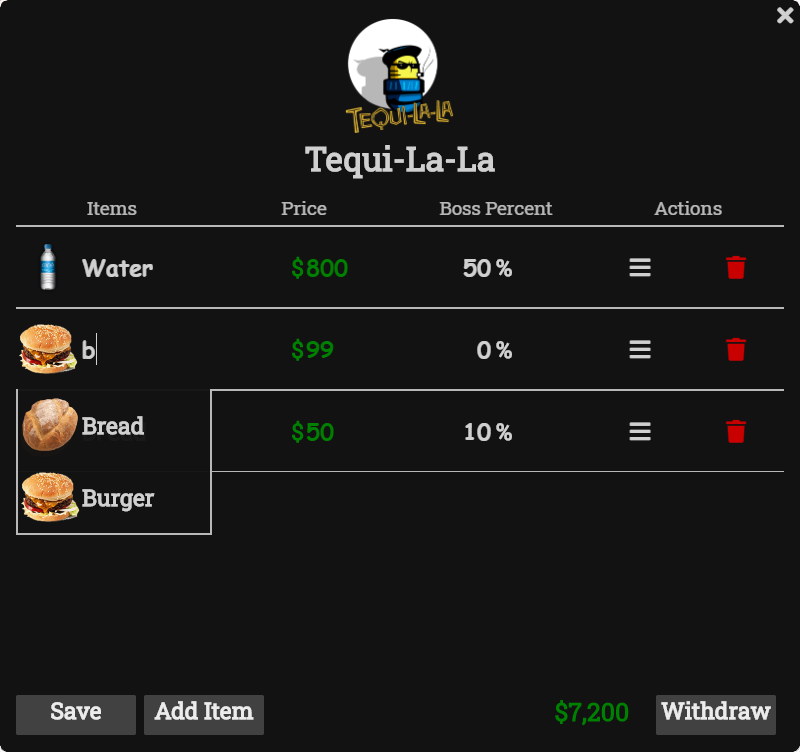 TEQUI-LA-LA
Tequi-La-La
Items Price Boss Percent Actions
Water $800 50 %
b $99 0 %
Bread $50 10 %
Burger
Save Add Item $7,200 Withdraw